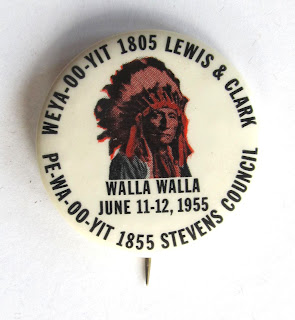 WEYA-OO-YIT 1805 LEWIS & CLARK
WALLA WALLA
JUNE 11-12, 1955
PE-WA-OO-YIT 1855 STEVENS COUNCIL